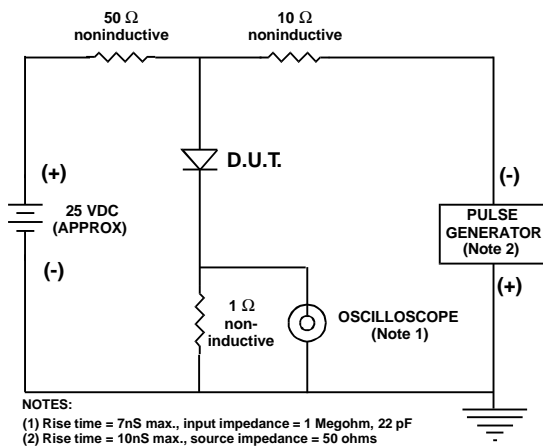 50 Ω
noninductive
10 Ω
noninductive
D.U.T.
(+)
25 VDC
(APPROX)
(-)
(-)
PULSE
GENERATOR
(Note 2)
(+)
1 Ω
non-
inductive
OSCILLOSCOPE
(Note 1)
NOTES:
(1) Rise time = 7nS max., input impedance = 1 Megohm, 22 pF
(2) Rise time = 10nS max., source impedance = 50 ohms